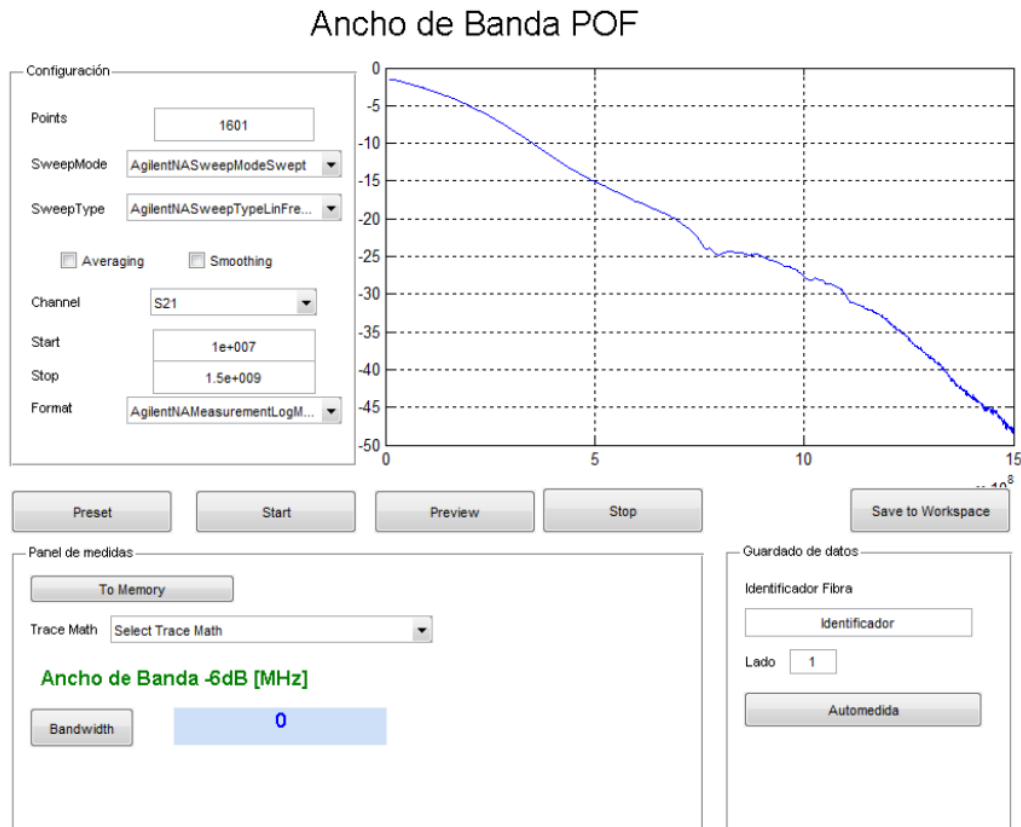 Ancho de Banda POF
Configuración
Points 1601
SweepMode AgilentNASweepModeSwept
SweepType AgilentNASweepTypeLinFre...
Averaging Smoothing
Channel S21
Start 1e+007
Stop 1.5e+009
Format AgilentNAMeasurementLogM...
0
-5
-10
-15
-20
-25
-30
-35
-40
-45
-50
0 5 10 15
Preset Start Preview Stop Save to Workspace
Panel de medidas
To Memory
Trace Math Select Trace Math
Ancho de Banda -6dB [MHz]
Bandwidth 0
Guardado de datos
Identificador Fibra
Identificador
Lado 1
Automedida